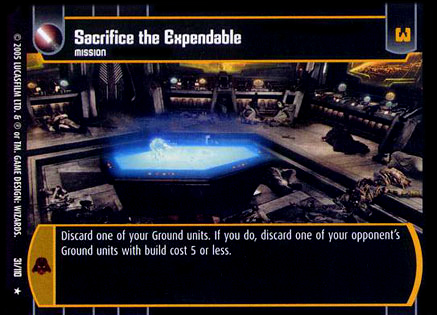 Sacrifice the Expendable
MISSION
Discard one of your Ground units. If you do, discard one of your opponent's
Ground units with build cost 5 or less.
© 2005 LUCASFILM LTD. & ® or TM. GAME DESIGN: WIZARDS.
31/110